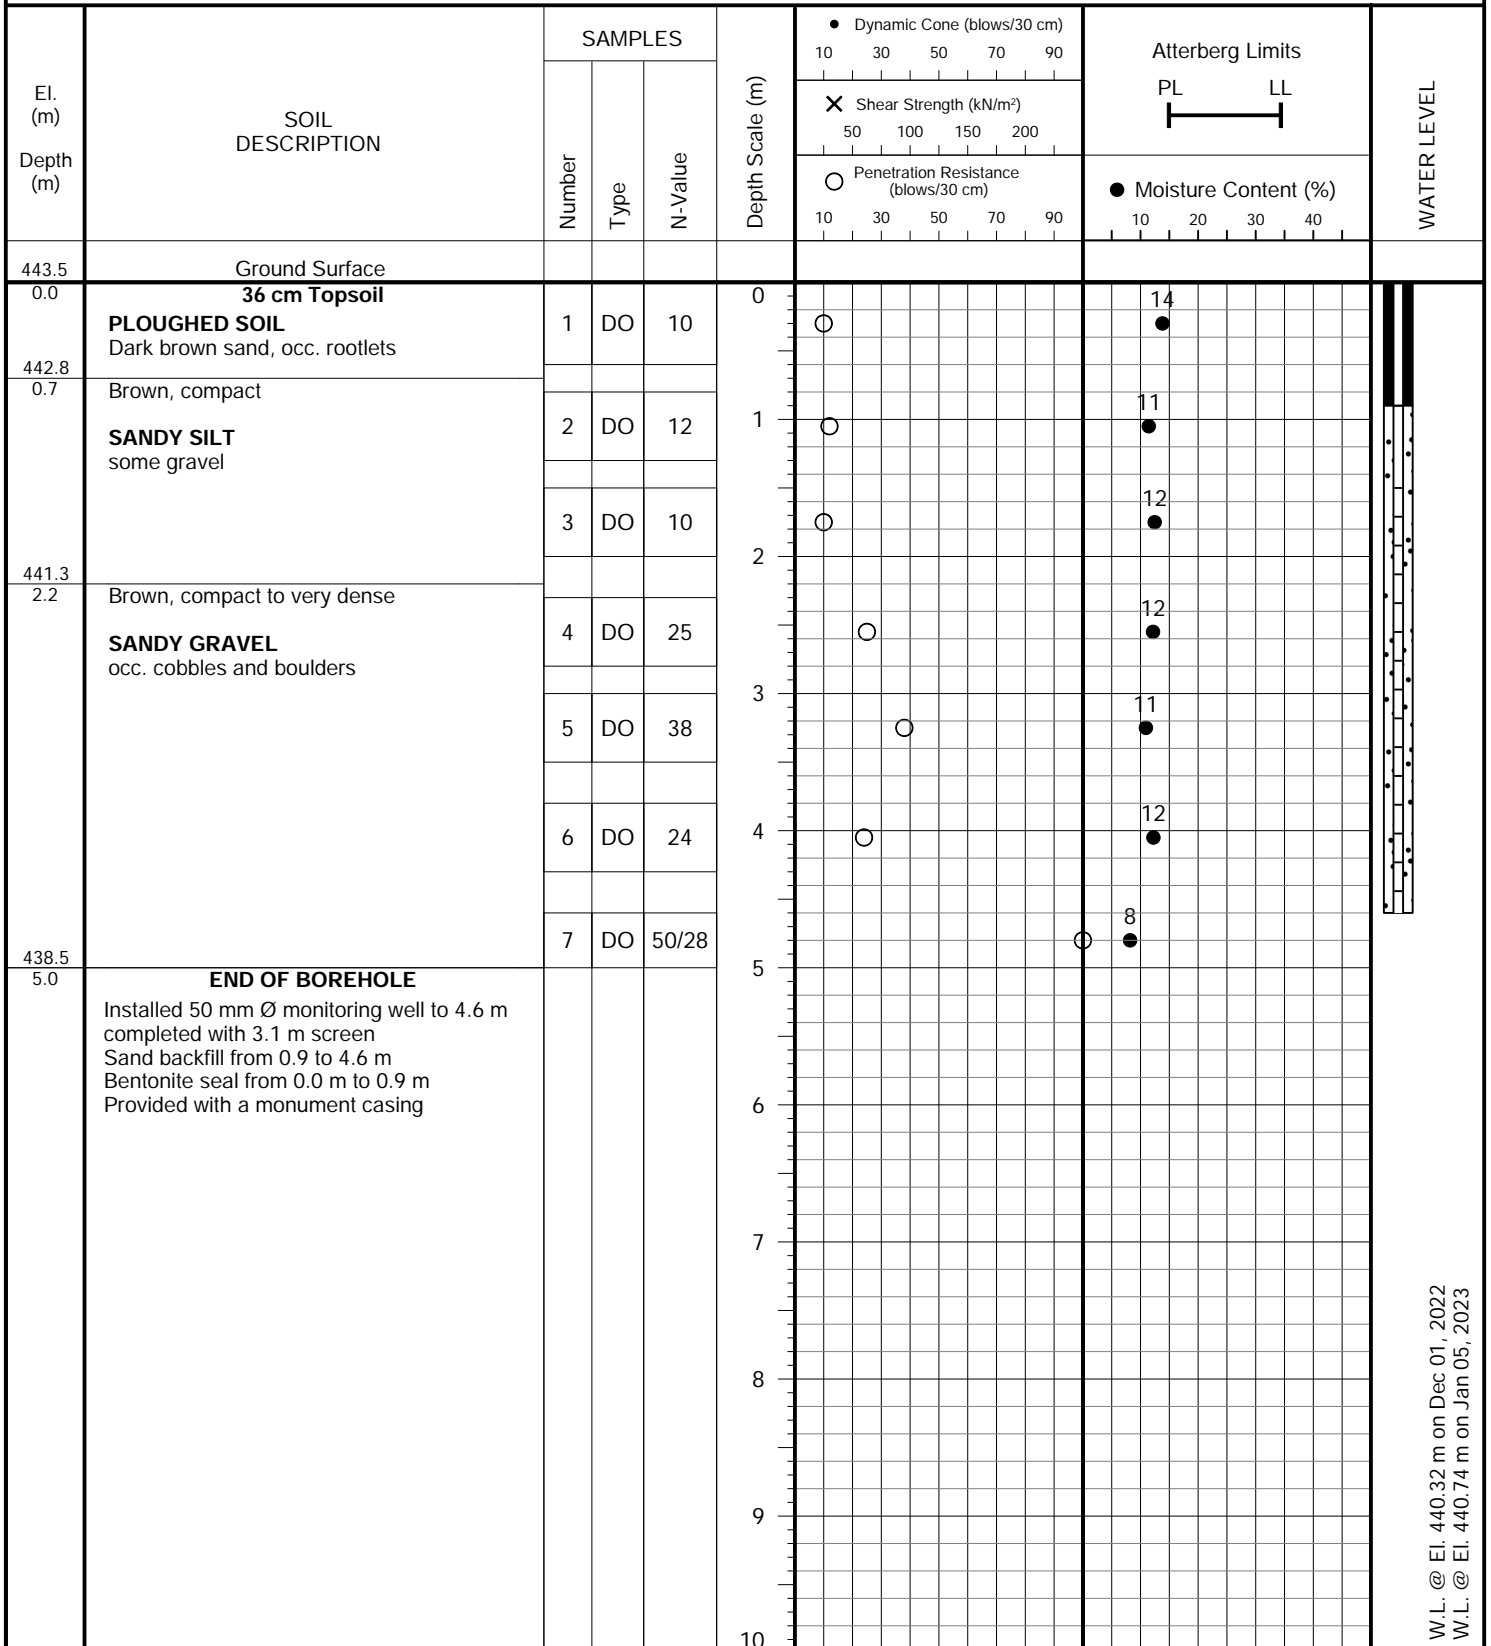 El.
(m)
Depth
(m)
SOIL
DESCRIPTION
SAMPLES
Number
Type
N-Value
Depth Scale (m)
● Dynamic Cone (blows/30 cm)
10 30 50 70 90
✕ Shear Strength (kN/m²)
50 100 150 200
○ Penetration Resistance
(blows/30 cm)
10 30 50 70 90
Atterberg Limits
PL LL
● Moisture Content (%)
10 20 30 40
WATER LEVEL
443.5 Ground Surface
0.0 36 cm Topsoil 0
14
PLOUGHED SOIL 1 DO 10
Dark brown sand, occ. rootlets
442.8
0.7 Brown, compact
11
1
SANDY SILT 2 DO 12
some gravel
12
3 DO 10
2
441.3
2.2 Brown, compact to very dense
12
SANDY GRAVEL 4 DO 25
occ. cobbles and boulders
3
11
5 DO 38
12
6 DO 24 4
8
7 DO 50/28
438.5
5
5.0 END OF BOREHOLE
Installed 50 mm Ø monitoring well to 4.6 m
completed with 3.1 m screen
Sand backfill from 0.9 to 4.6 m
Bentonite seal from 0.0 m to 0.9 m
Provided with a monument casing
6
7
8
9
10
W.L. @ El. 440.32 m on Dec 01, 2022
W.L. @ El. 440.74 m on Jan 05, 2023